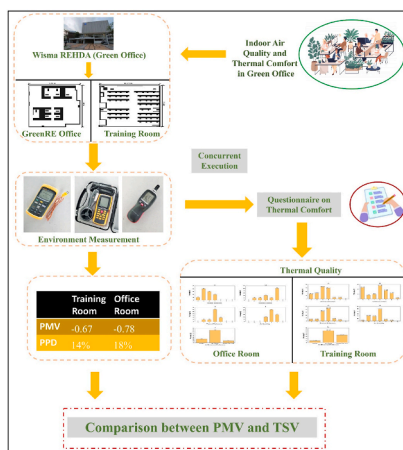 Indoor Air
Quality and
Thermal Comfort
in Green Office
Wisma REHDA (Green Office)
GreenRE Office
Training Room
Concurrent
Execution
Environment Measurement
Questionnaire on
Thermal Comfort
Thermal Quality
Training
Room
Office
Room
PMV
-0.67
-0.78
PPD
14%
18%
Office Room
Training Room
Comparison between PMV and TSV